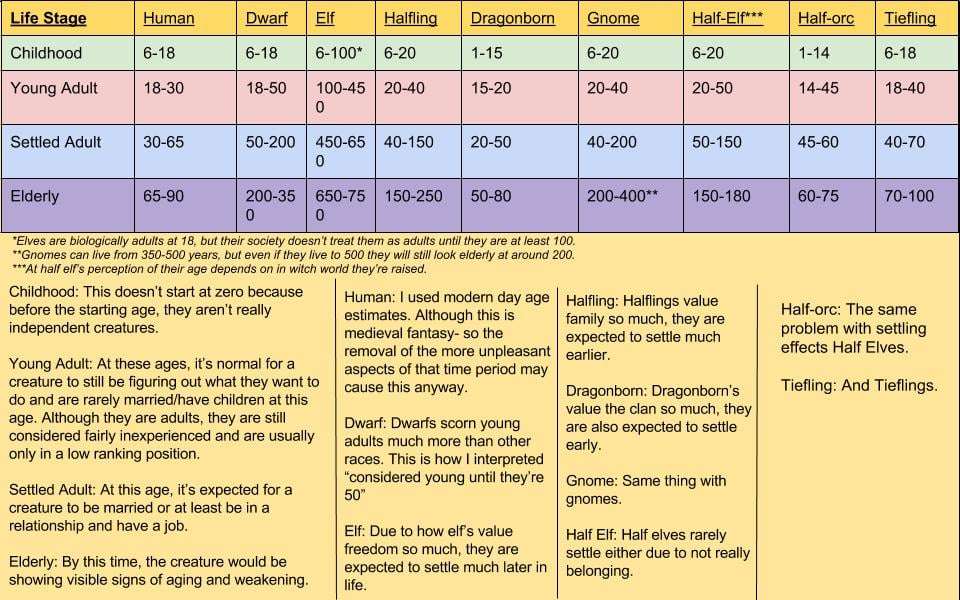 Life Stage Human Dwarf Elf Halfling Dragonborn Gnome Half-Elf*** Half-orc Tiefling
Childhood 6-18 6-18 6-100* 6-20 1-15 6-20 6-20 1-14 6-18
Young Adult 18-30 18-50 100-450 20-40 15-20 20-40 20-50 14-45 18-40
Settled Adult 30-65 50-200 450-650 40-150 20-50 40-200 50-150 45-60 40-70
Elderly 65-90 200-350 650-750 150-250 50-80 200-400** 150-180 60-75 70-100
*Elves are biologically adults at 18, but their society doesn't treat them as adults until they are at least 100.
**Gnomes can live from 350-500 years, but even if they live to 500 they will still look elderly at around 200.
***At half elf's perception of their age depends on in witch world they're raised.
Childhood: This doesn't start at zero because
before the starting age, they aren't really
independent creatures.
Young Adult: At these ages, it's normal for a
creature to still be figuring out what they want to
do and are rarely married/have children at this
age. Although they are adults, they are still
considered fairly inexperienced and are usually
only in a low ranking position.
Settled Adult: At this age, it's expected for a
creature to be married or at least be in a
relationship and have a job.
Elderly: By this time, the creature would be
showing visible signs of aging and weakening.
Human: I used modern day age
estimates. Although this is
medieval fantasy- so the
removal of the more unpleasant
aspects of that time period may
cause this anyway.
Dwarf: Dwarfs scorn young
adults much more than other
races. This is how I interpreted
“considered young until they're
50”
Elf: Due to how elf's value
freedom so much, they are
expected to settle much later in
life.
Halfling: Halflings value
family so much, they are
expected to settle much
earlier.
Dragonborn: Dragonborn's
value the clan so much, they
are also expected to settle
early.
Gnome: Same thing with
gnomes.
Half Elf: Half elves rarely
settle either due to not really
belonging.
Half-orc: The same
problem with settling
effects Half Elves.
Tiefling: And Tieflings.